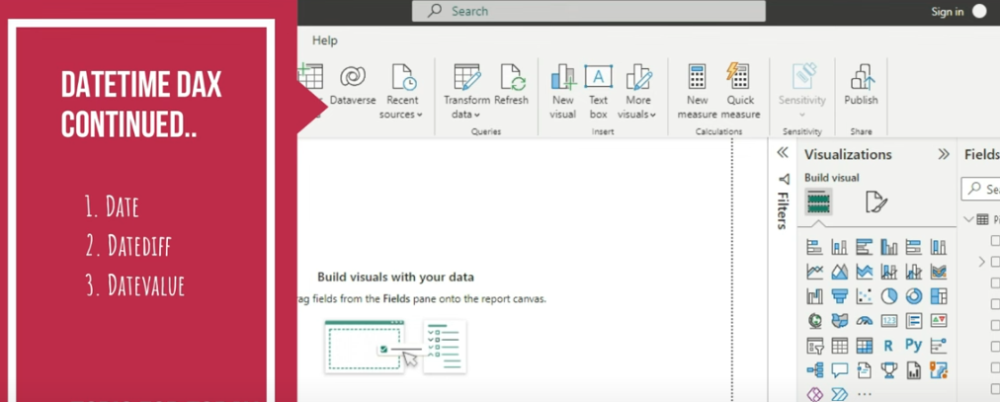 DATETIME DAX
CONTINUED..
1. DATE
2. DATEDIFF
3. DATEVALUE
Search
Sign in
Help
Dataverse
Recent
sources
Transform
data
Refresh
New
visual
Text
box
More
visuals
New
measure
Quick
measure
Sensitivity
Publish
Queries
Insert
Calculations
Sensitivity
Share
Visualizations
Fields
Build visual
Filters
Build visuals with your data
ag fields from the Fields pane onto the report canvas.
A
123
R
Py